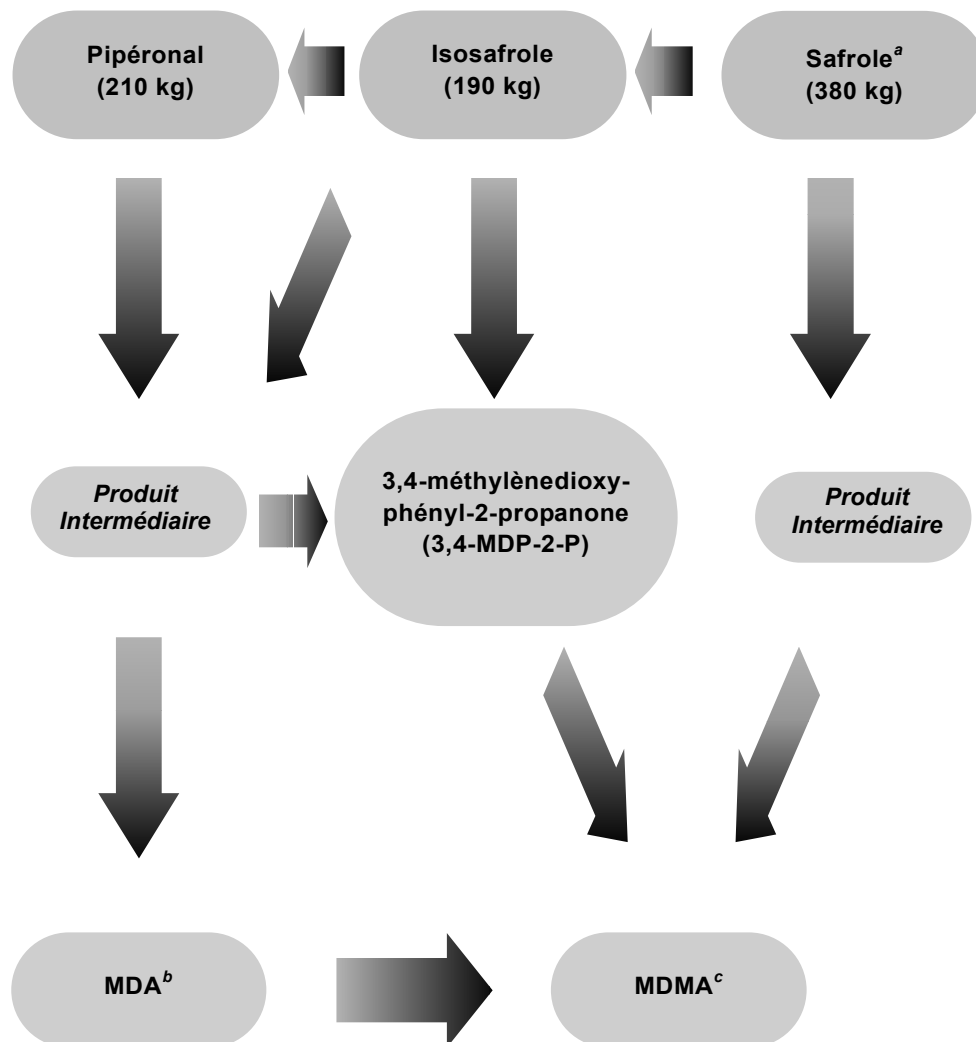 Pipéronal
(210 kg)
Isosafrole
(190 kg)
Safrole^a
(380 kg)
Produit
Intermédiaire
3,4-méthylènedioxy-
phényl-2-propanone
(3,4-MDP-2-P)
Produit
Intermédiaire
MDA^b
MDMA^c